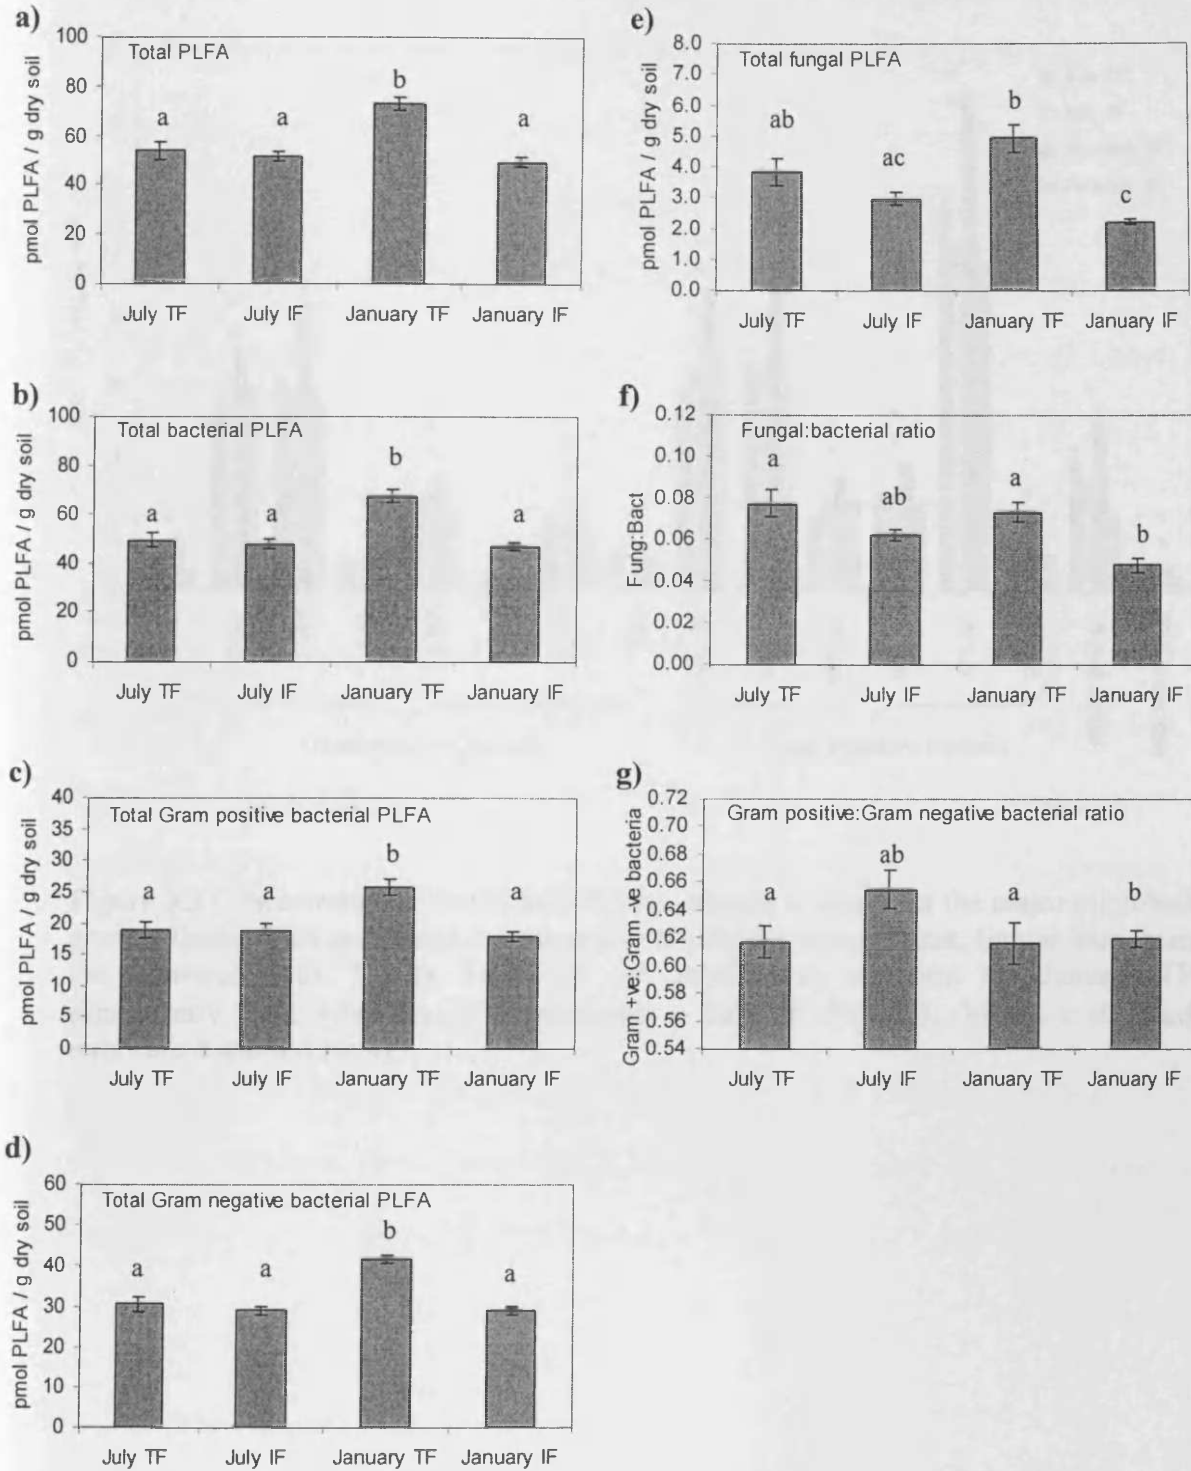 a)
Total PLFA
pmol PLFA / g dry soil
100
80
60
40
20
0
a
a
b
a
July TF
July IF
January TF
January IF
b)
Total bacterial PLFA
pmol PLFA / g dry soil
100
80
60
40
20
0
a
a
b
a
July TF
July IF
January TF
January IF
c)
Total Gram positive bacterial PLFA
pmol PLFA / g dry soil
40
35
30
25
20
15
10
5
0
a
a
b
a
July TF
July IF
January TF
January IF
d)
Total Gram negative bacterial PLFA
pmol PLFA / g dry soil
60
50
40
30
20
10
0
a
a
b
a
July TF
July IF
January TF
January IF
e)
Total fungal PLFA
pmol PLFA / g dry soil
8.0
7.0
6.0
5.0
4.0
3.0
2.0
1.0
0.0
ab
ac
b
c
July TF
July IF
January TF
January IF
f)
Fungal:bacterial ratio
Fung:Bact
0.12
0.10
0.08
0.06
0.04
0.02
0.00
a
ab
a
b
July TF
July IF
January TF
January IF
g)
Gram positive:Gram negative bacterial ratio
Gram +ve:Gram -ve bacteria
0.72
0.70
0.68
0.66
0.64
0.62
0.60
0.58
0.56
0.54
a
ab
a
b
July TF
July IF
January TF
January IF